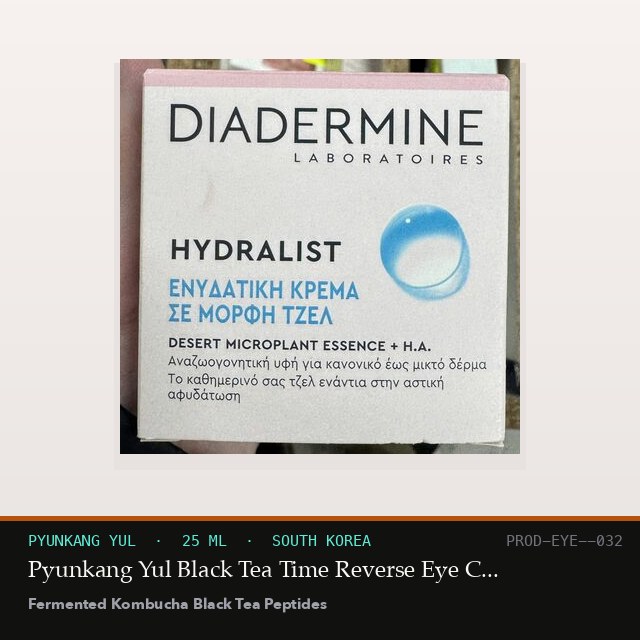 DIADERMINE
LABORATOIRES
HYDRALIST
ΕΝΥΔΑΤΙΚΗ ΚΡΕΜΑ
ΣΕ ΜΟΡΦΗ ΤΖΕΛ
DESERT MICROPLANT ESSENCE + H.A.
Αναζωογονητική υφή για κανονικό έως μικτό δέρμα
Το καθημερινό σας τζελ ενάντια στην αστική
αφυδάτωση
PYUNKANG YUL · 25 ML · SOUTH KOREA
PROD-EYE--032
Pyunkang Yul Black Tea Time Reverse Eye C...
Fermented Kombucha Black Tea Peptides